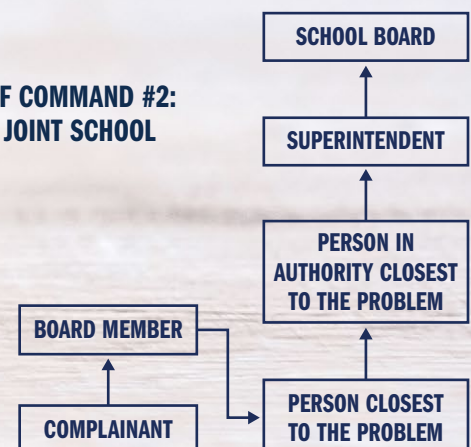 F COMMAND #2:
JOINT SCHOOL
SCHOOL BOARD
SUPERINTENDENT
PERSON IN
AUTHORITY CLOSEST
TO THE PROBLEM
BOARD MEMBER
PERSON CLOSEST
TO THE PROBLEM
COMPLAINANT